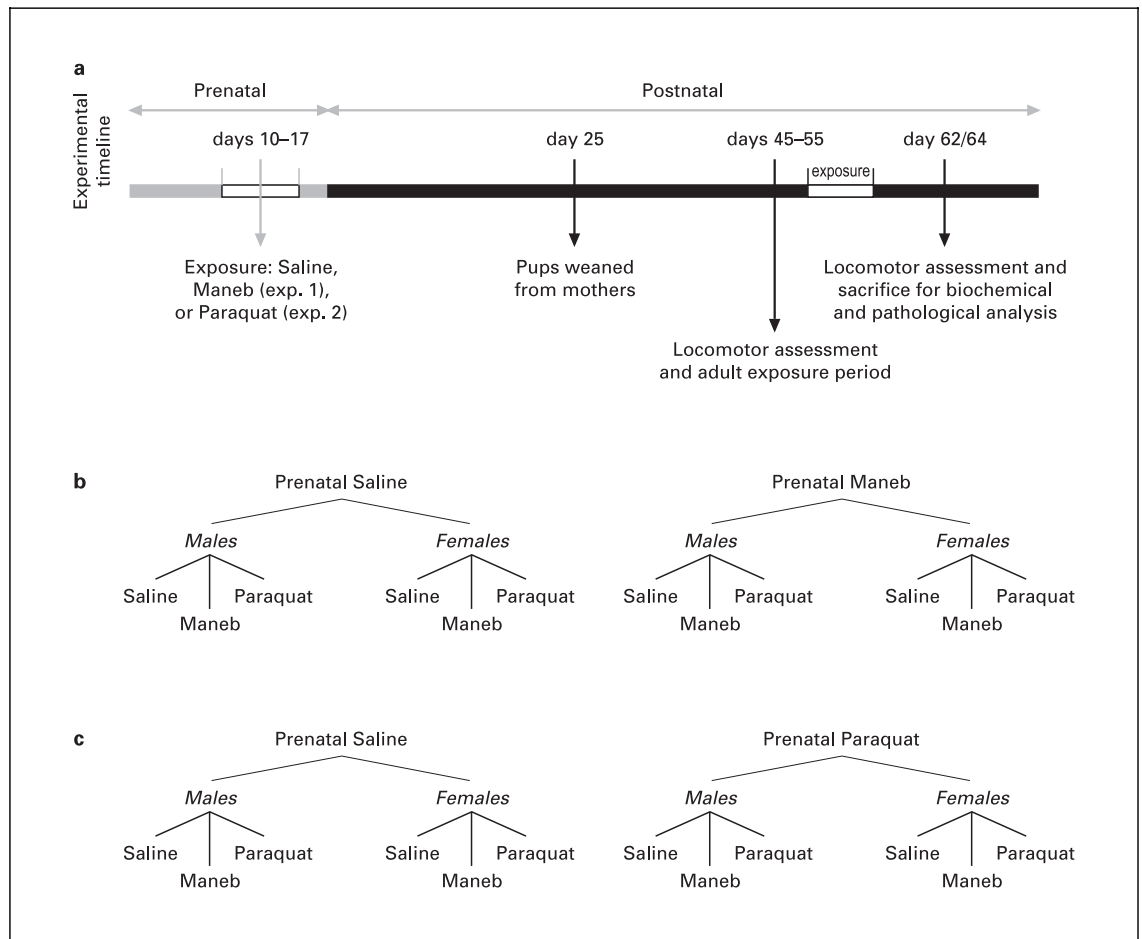 a
Experimental
timeline
Prenatal
Postnatal
days 10–17
day 25
days 45–55
day 62/64
exposure
Exposure: Saline,
Maneb (exp. 1),
or Paraquat (exp. 2)
Pups weaned
from mothers
Locomotor assessment and
sacrifice for biochemical
and pathological analysis
Locomotor assessment
and adult exposure period
b
Prenatal Saline
Prenatal Maneb
Males
Females
Males
Females
Saline
Paraquat
Saline
Paraquat
Saline
Paraquat
Saline
Paraquat
Maneb
Maneb
Maneb
Maneb
c
Prenatal Saline
Prenatal Paraquat
Males
Females
Males
Females
Saline
Paraquat
Saline
Paraquat
Saline
Paraquat
Saline
Paraquat
Maneb
Maneb
Maneb
Maneb